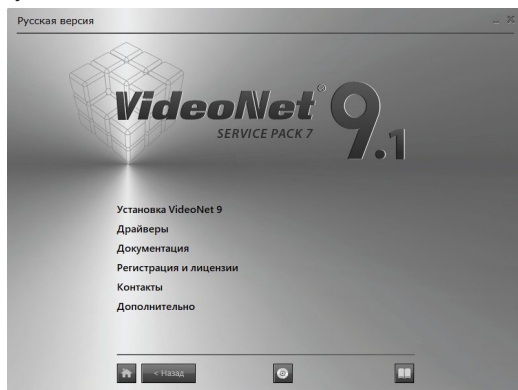 Русская версия
VideoNet® 9.1
SERVICE PACK 7
Установка VideoNet 9
Драйверы
Документация
Регистрация и лицензии
Контакты
Дополнительно
< Назад